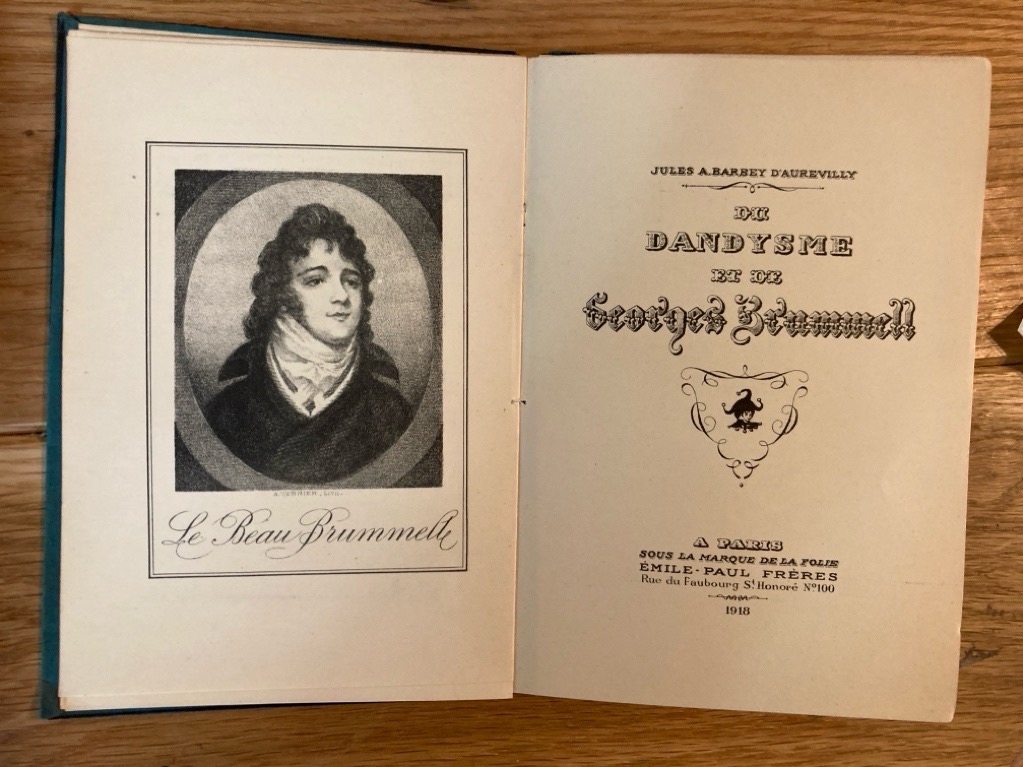 LITH.
Le Beau Brummell
JULES A. BARBEY D'AUREVILLY
DU
DANDYSME
ET DE
Georges Brummell
A PARIS
SOUS LA MARQUE DE LA FOLIE
ÉMILE-PAUL FRÈRES
Rue du Faubourg St Honoré No 100
1918